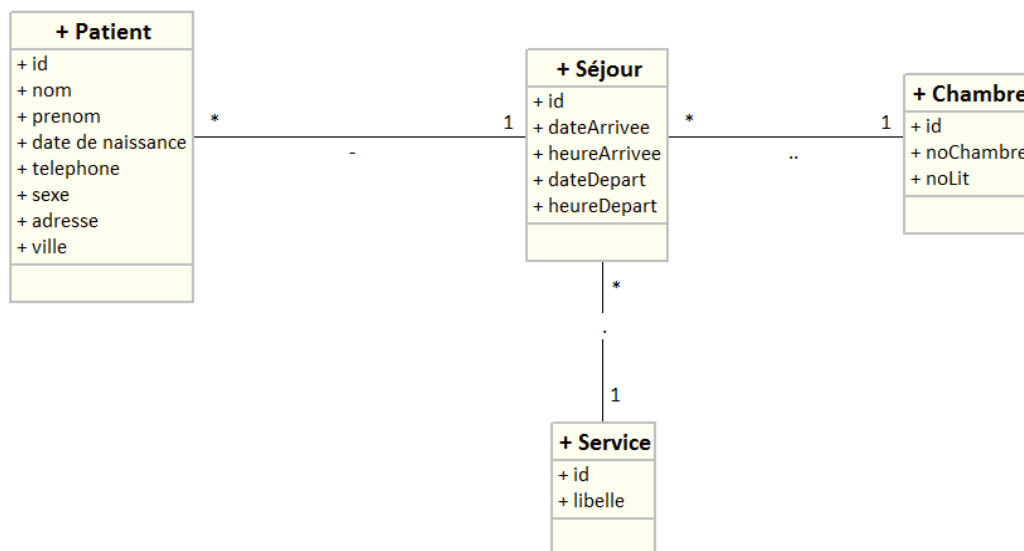 + Patient
+ id
+ nom
+ prenom
+ date de naissance
+ telephone
+ sexe
+ adresse
+ ville
*
1
-
+ Séjour
+ id
+ dateArrivee
+ heureArrivee
+ dateDepart
+ heureDepart
*
1
..
+ Chambre
+ id
+ noChambre
+ noLit
*
.
1
+ Service
+ id
+ libelle